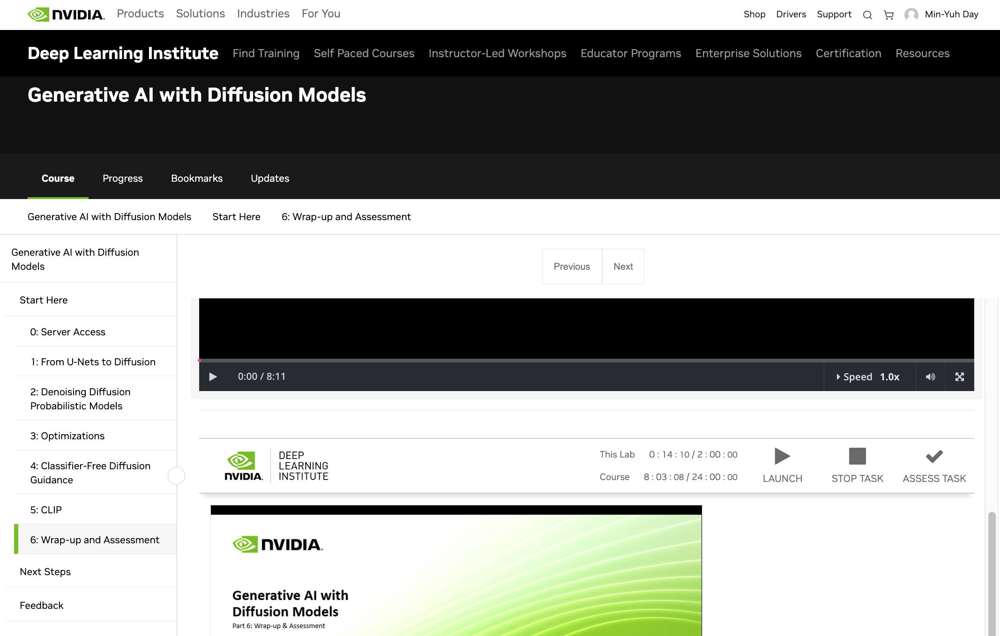 NVIDIA. Products Solutions Industries For You Shop Drivers Support Min-Yuh Day
Deep Learning Institute Find Training Self Paced Courses Instructor-Led Workshops Educator Programs Enterprise Solutions Certification Resources
Generative AI with Diffusion Models
Course Progress Bookmarks Updates
Generative AI with Diffusion Models Start Here 6: Wrap-up and Assessment
Generative AI with Diffusion
Models
Start Here
0: Server Access
1: From U-Nets to Diffusion
2: Denoising Diffusion
Probabilistic Models
3: Optimizations
4: Classifier-Free Diffusion
Guidance
5: CLIP
6: Wrap-up and Assessment
Next Steps
Feedback
Previous Next
0:00 / 8:11 Speed 1.0x
NVIDIA.
DEEP
LEARNING
INSTITUTE
This Lab 0 : 14 : 10 / 2 : 00 : 00
Course 8 : 03 : 08 / 24 : 00 : 00
LAUNCH STOP TASK ASSESS TASK
NVIDIA.
Generative AI with
Diffusion Models
Part 6: Wrap-up & Assessment